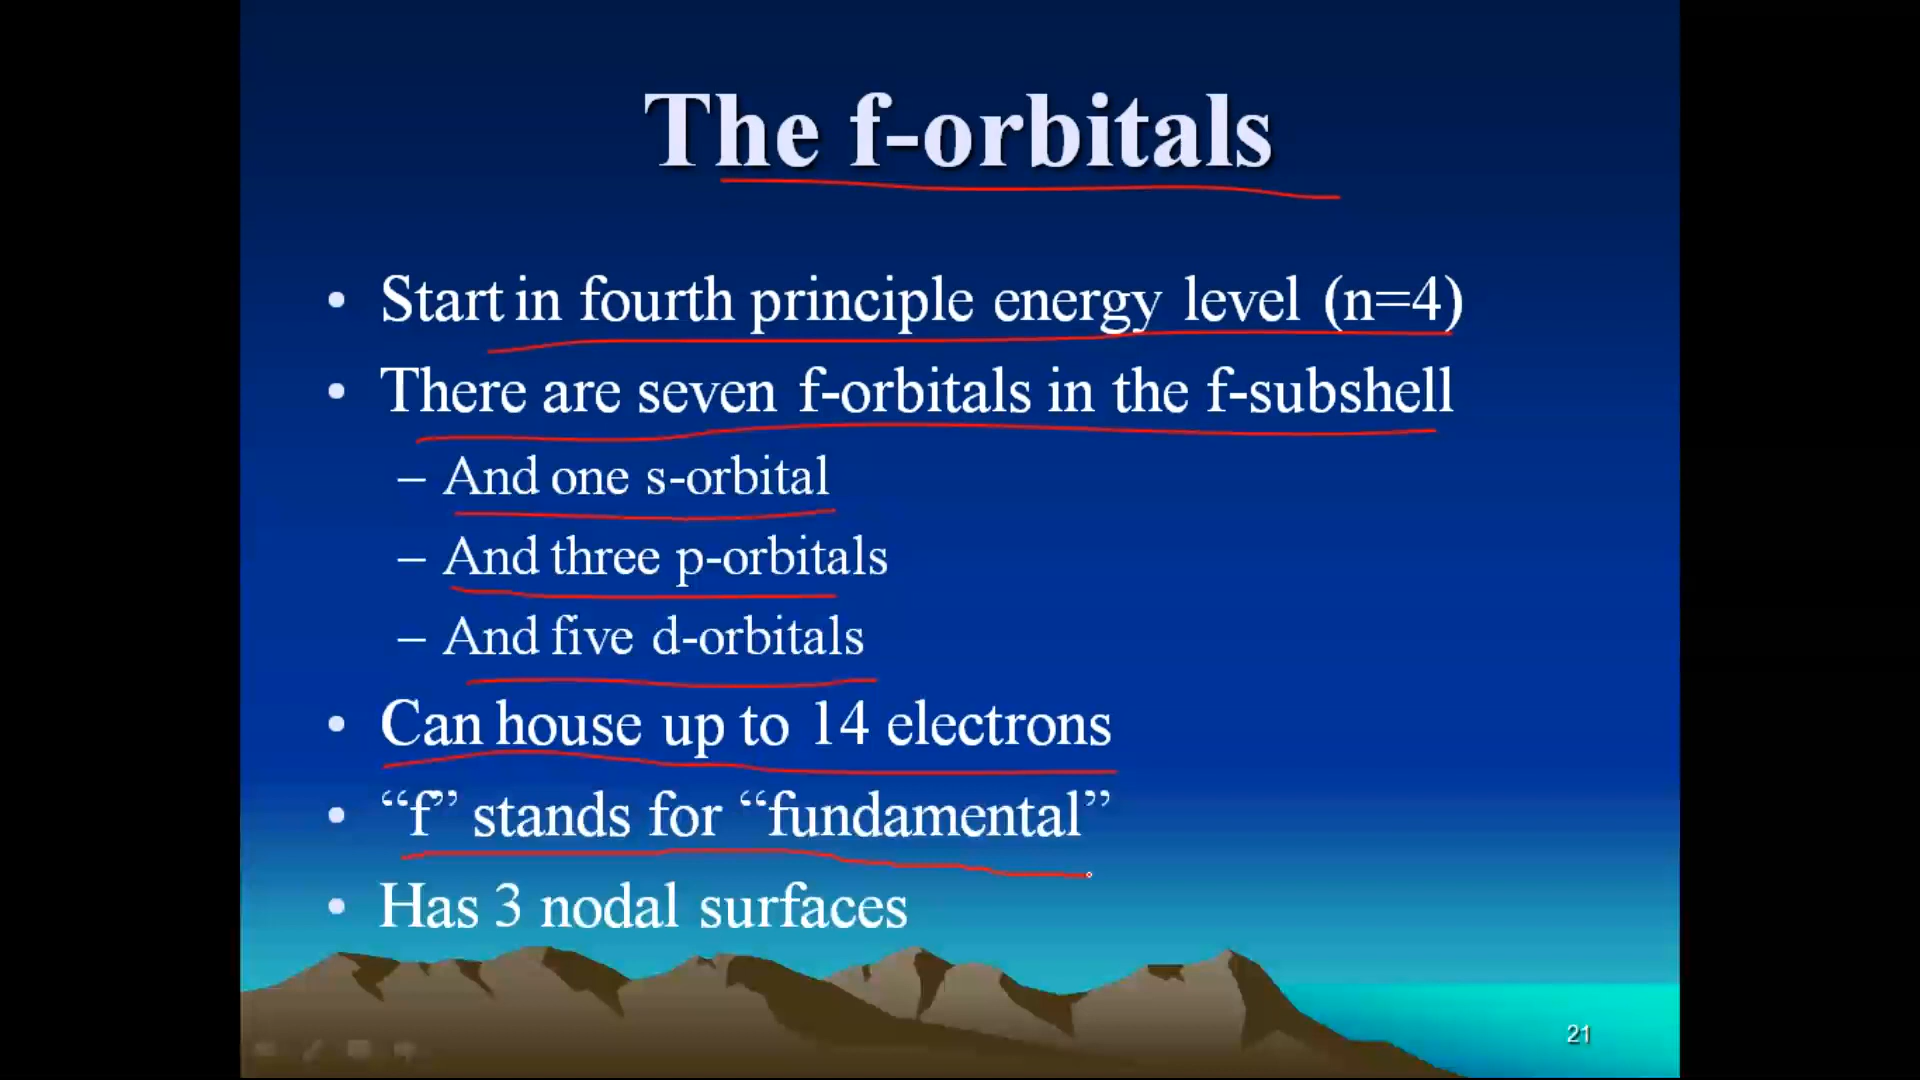 The f-orbitals
• Start in fourth principle energy level (n=4)
• There are seven f-orbitals in the f-subshell
– And one s-orbital
– And three p-orbitals
– And five d-orbitals
• Can house up to 14 electrons
• “f” stands for “fundamental”
• Has 3 nodal surfaces
21